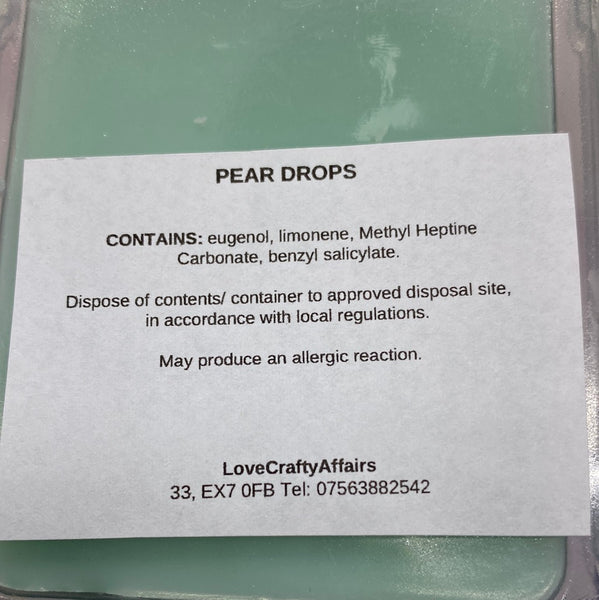 PEAR DROPS
CONTAINS: eugenol, limonene, Methyl Heptine
Carbonate, benzyl salicylate.
Dispose of contents/ container to approved disposal site,
in accordance with local regulations.
May produce an allergic reaction.
LoveCraftyAffairs
33, EX7 0FB Tel: 07563882542